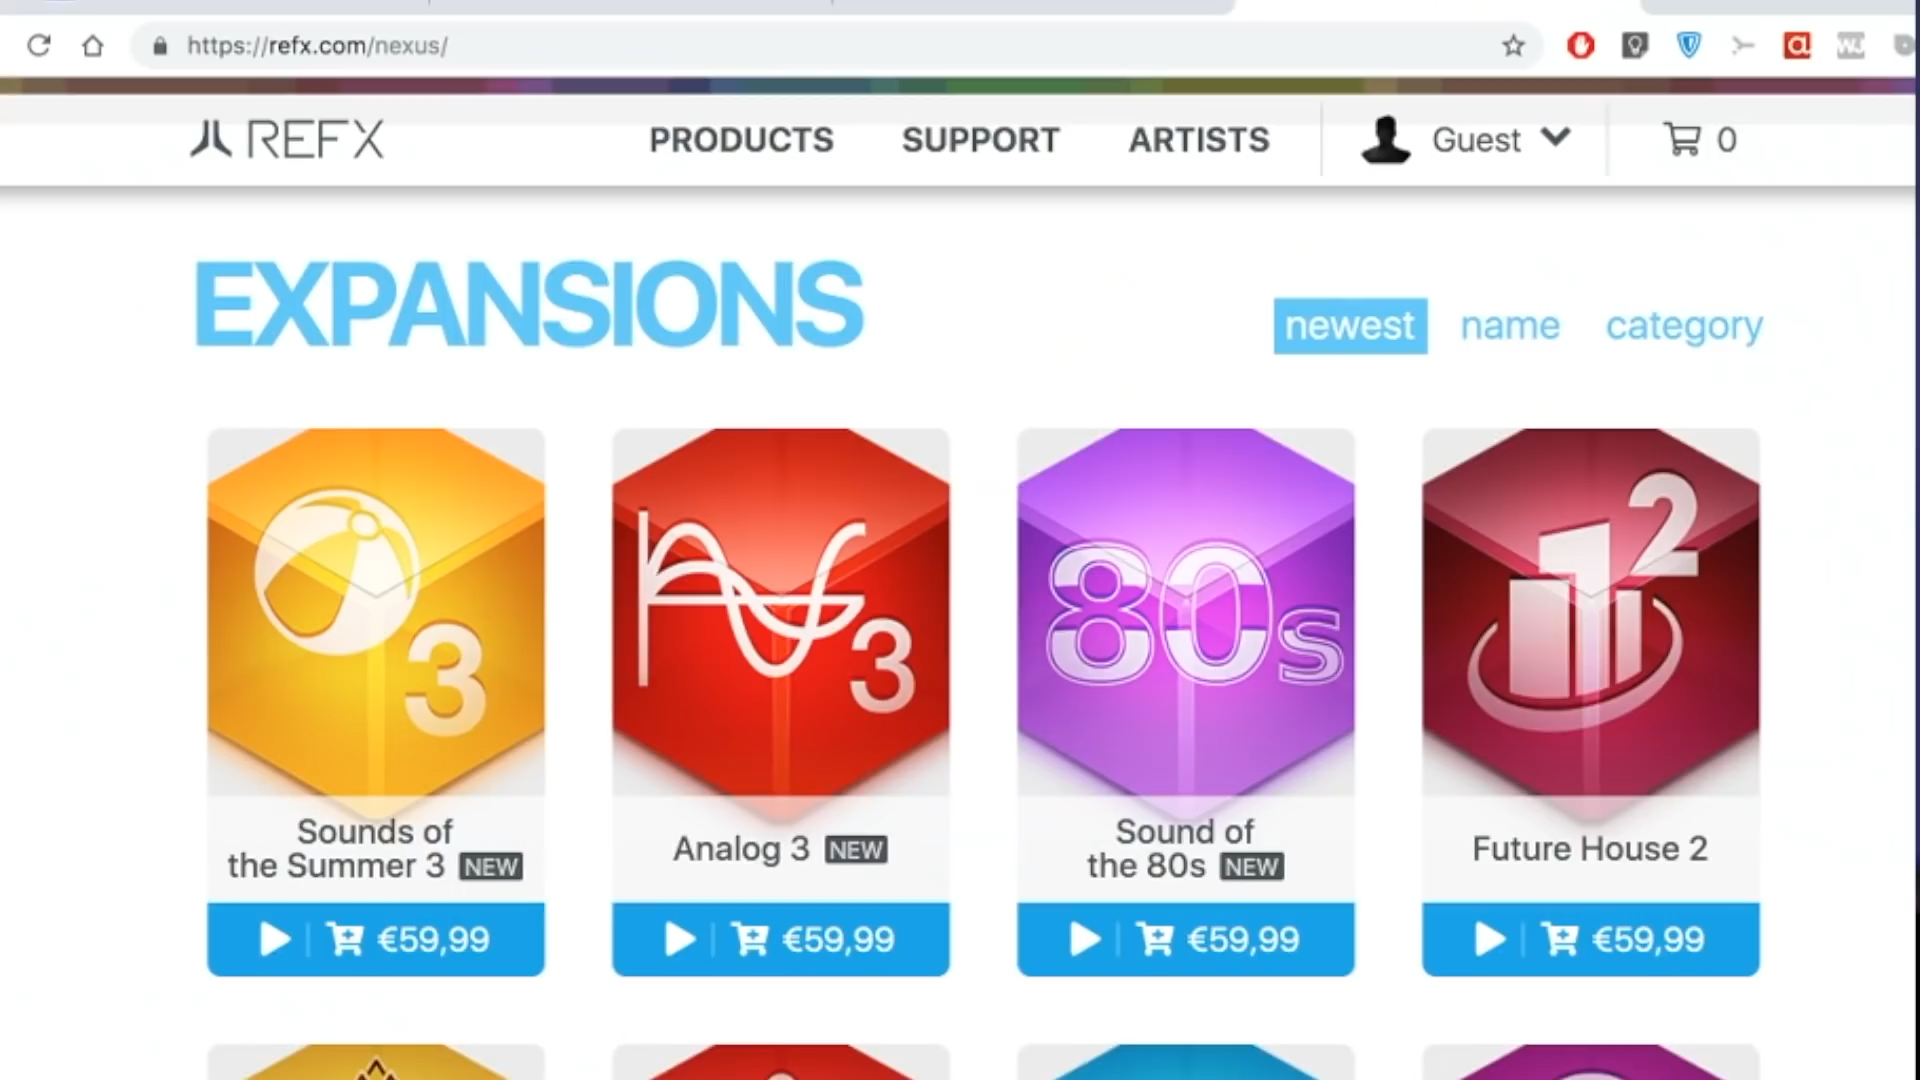 https://refx.com/nexus/
REFX
PRODUCTS
SUPPORT
ARTISTS
Guest
0
EXPANSIONS
newest
name
category
3
3
80s
2
Sounds of
the Summer 3 NEW
Analog 3 NEW
Sound of
the 80s NEW
Future House 2
€59,99
€59,99
€59,99
€59,99